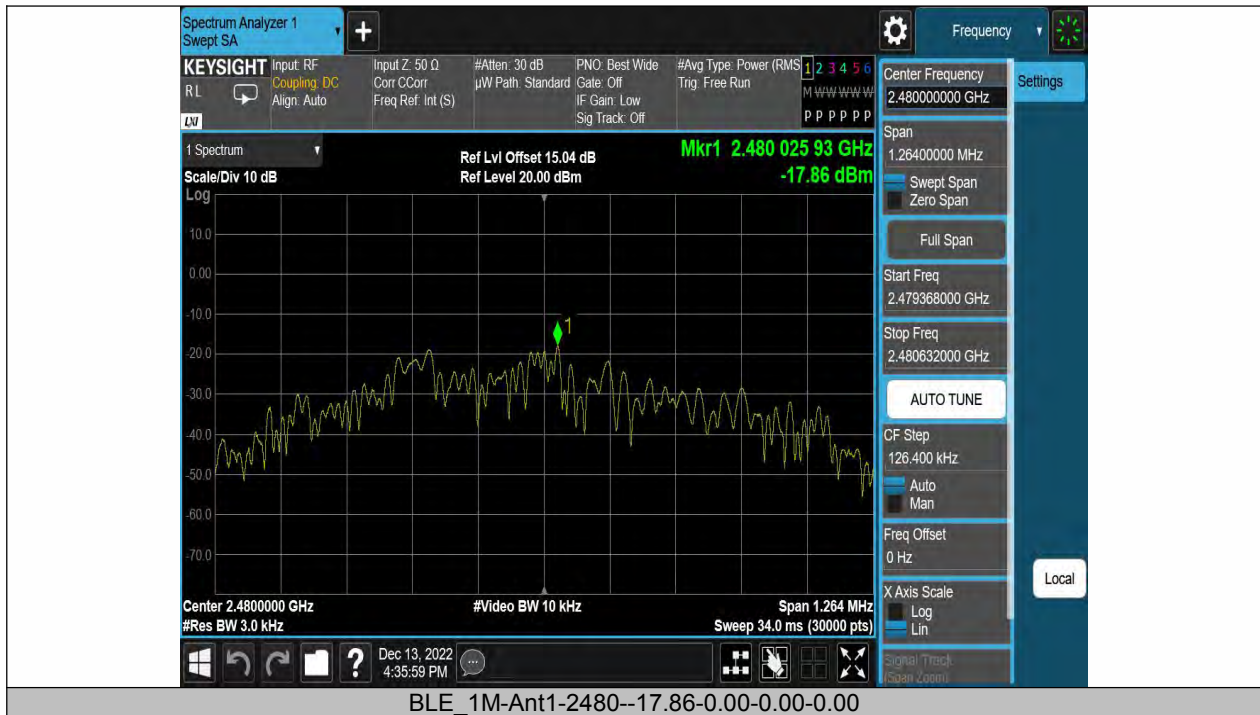 Spectrum Analyzer 1
Swept SA
+
Frequency
KEYSIGHT
RL
LXI
Input: RF
Coupling: DC
Align: Auto
Input Z: 50 Ω
Corr CCorr
Freq Ref: Int (S)
#Atten: 30 dB
µW Path: Standard
PNO: Best Wide
Gate: Off
IF Gain: Low
Sig Track: Off
#Avg Type: Power (RMS
Trig: Free Run
1 2 3 4 5 6
M W W W W W
P P P P P P
1 Spectrum
Scale/Div 10 dB
Log
Ref Lvl Offset 15.04 dB
Ref Level 20.00 dBm
Mkr1 2.480 025 93 GHz
-17.86 dBm
10.0
0.00
-10.0
-20.0
-30.0
-40.0
-50.0
-60.0
-70.0
1
Center 2.4800000 GHz
#Res BW 3.0 kHz
#Video BW 10 kHz
Span 1.264 MHz
Sweep 34.0 ms (30000 pts)
Center Frequency
2.480000000 GHz
Settings
Span
1.26400000 MHz
Swept Span
Zero Span
Full Span
Start Freq
2.479368000 GHz
Stop Freq
2.480632000 GHz
AUTO TUNE
CF Step
126.400 kHz
Auto
Man
Freq Offset
0 Hz
X Axis Scale
Log
Lin
Local
Signal Track
(Span Zoom)
?
Dec 13, 2022
4:35:59 PM
BLE_1M-Ant1-2480--17.86-0.00-0.00-0.00